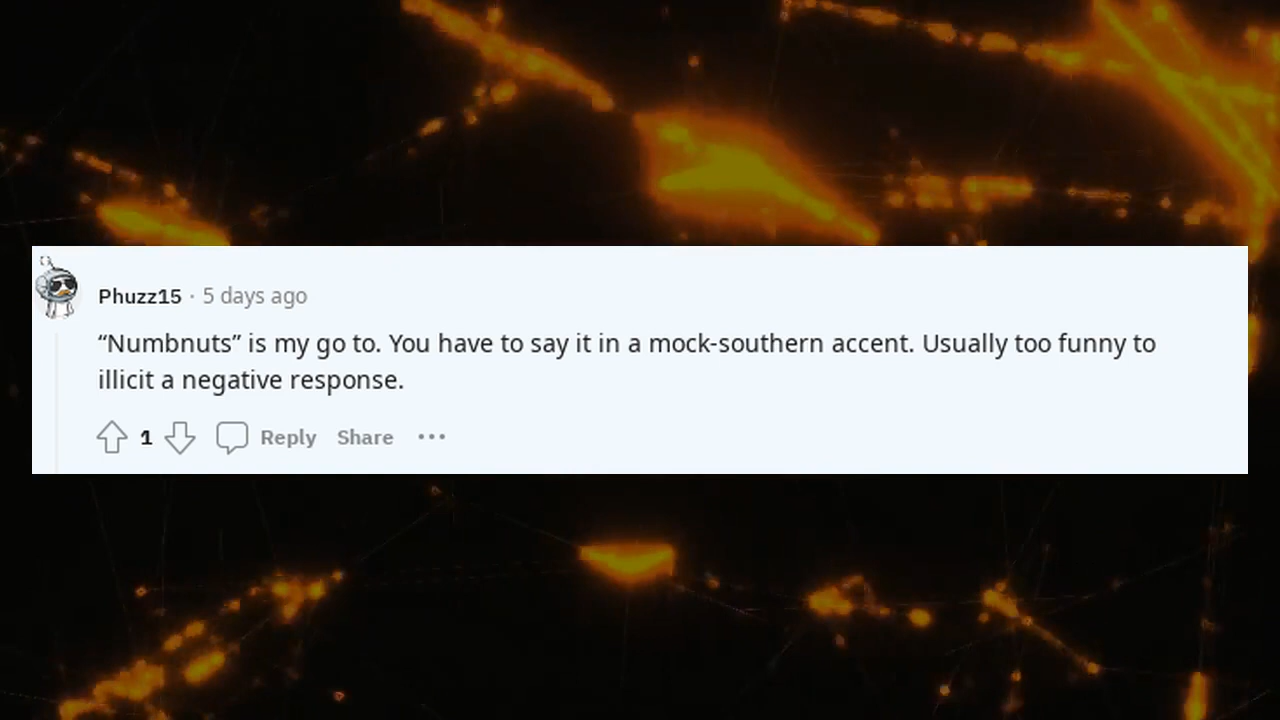 Phuzz15 · 5 days ago
“Numbnuts” is my go to. You have to say it in a mock-southern accent. Usually too funny to
illicit a negative response.
1 Reply Share •••